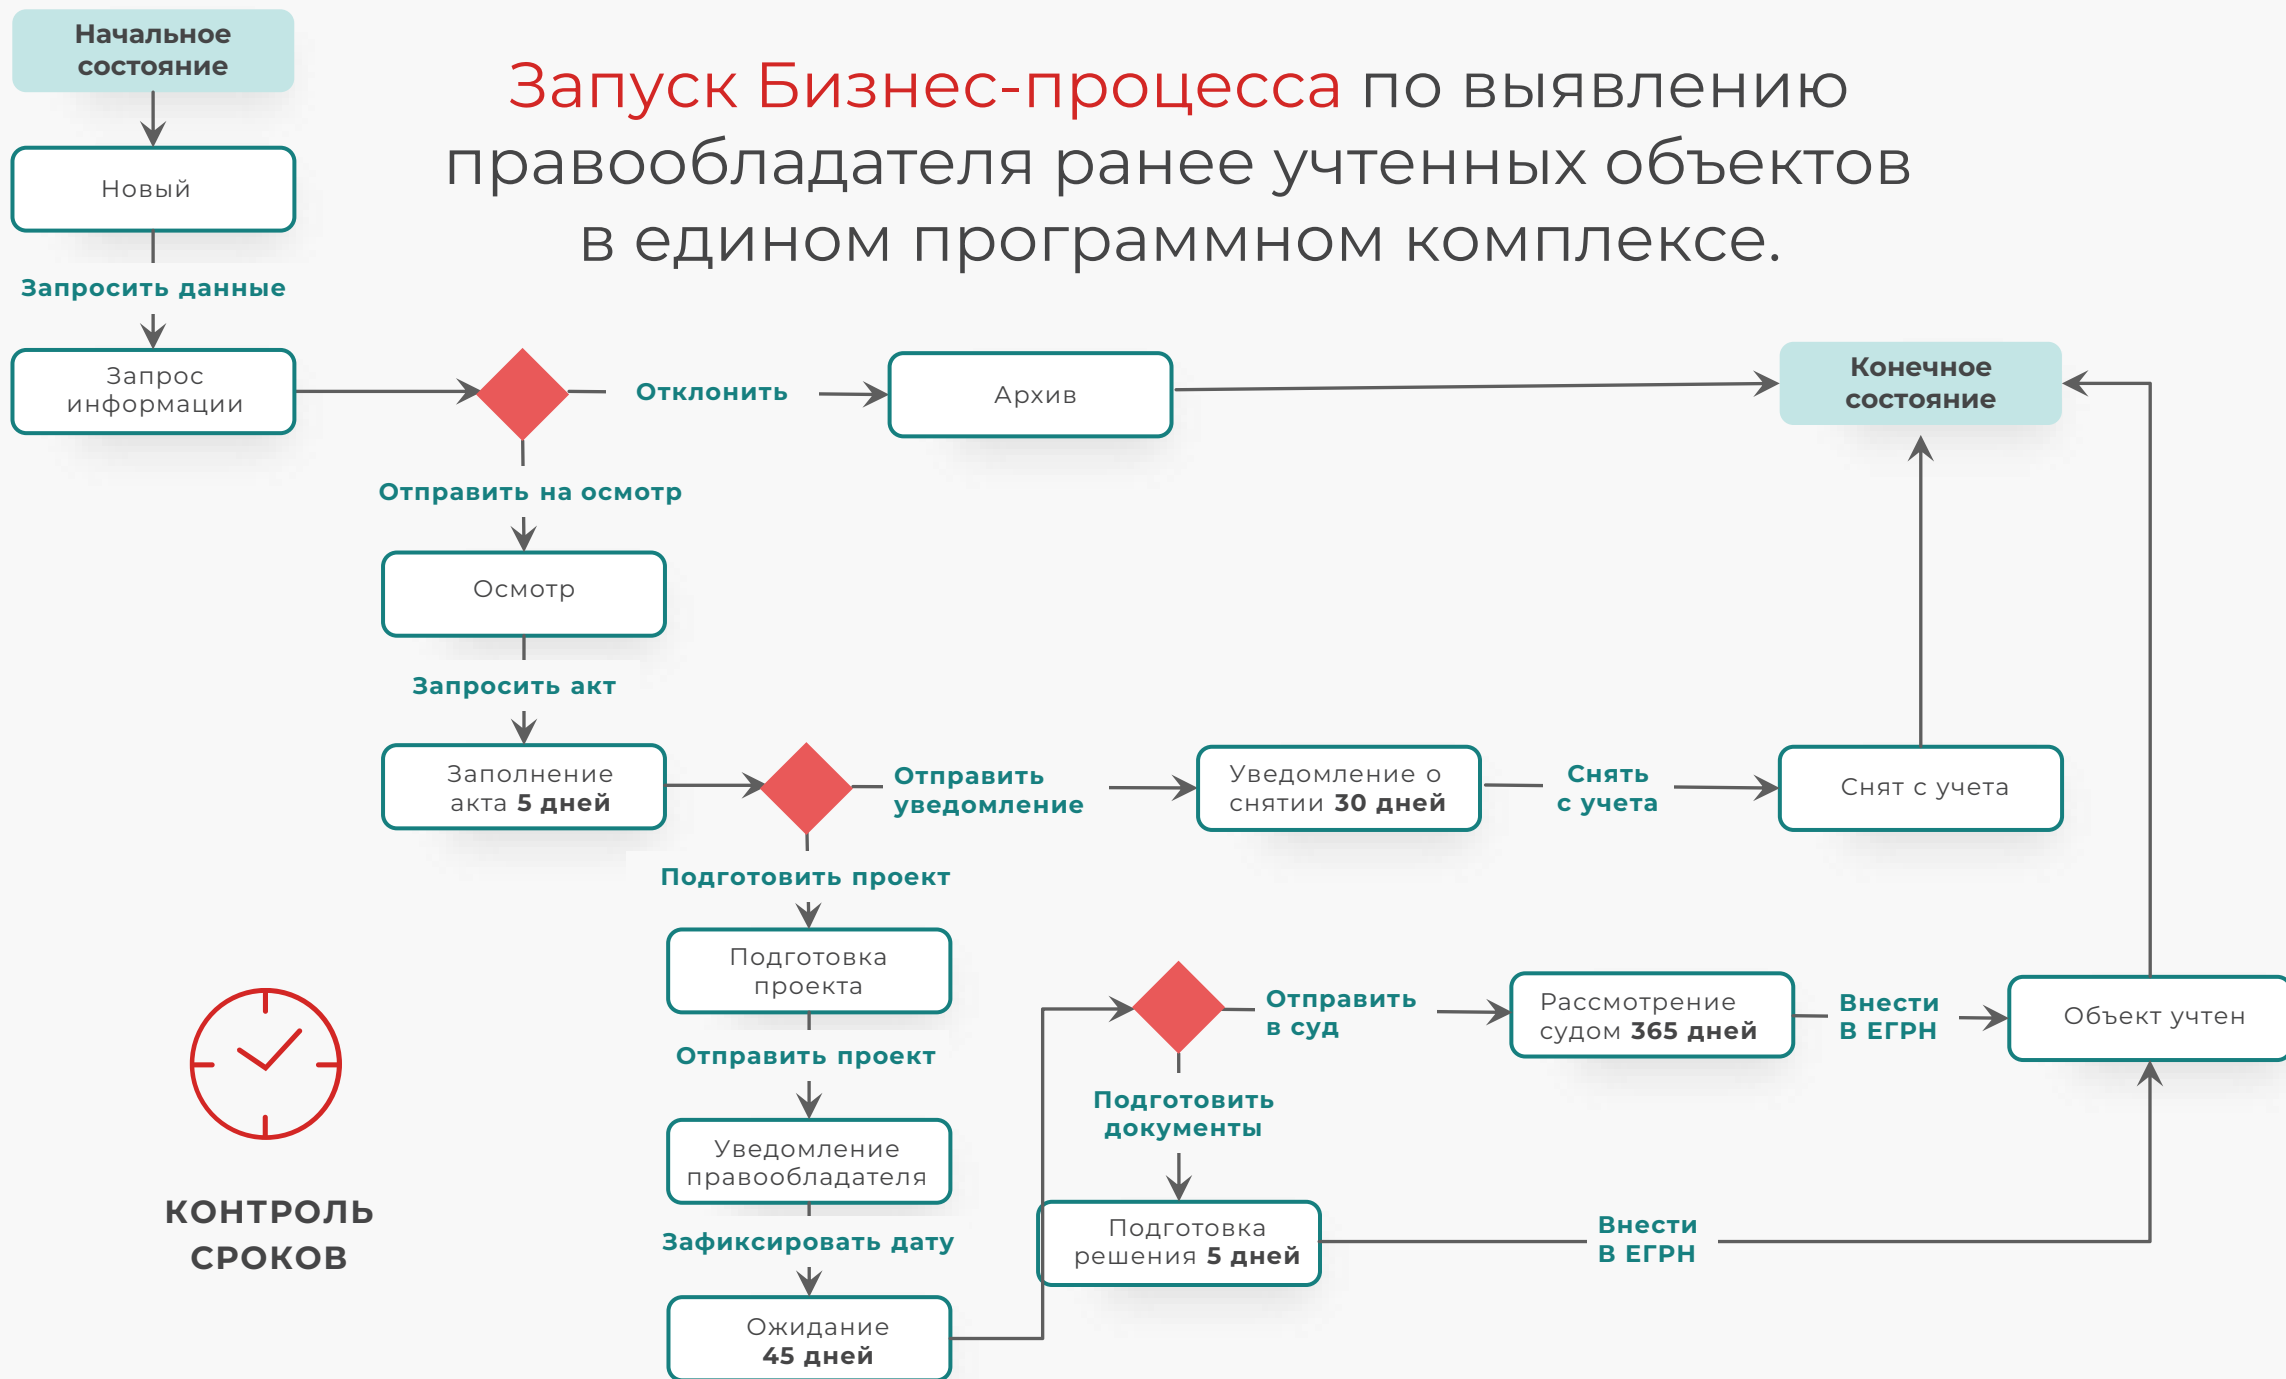 Начальное
состояние
Запуск Бизнес-процесса по выявлению
правообладателя ранее учтенных объектов
в едином программном комплексе.
Новый
Запросить данные
Запрос
информации
Отклонить
Архив
Конечное
состояние
Отправить на осмотр
Осмотр
Запросить акт
Заполнение
акта 5 дней
Отправить
уведомление
Уведомление о
снятии 30 дней
Снять
с учета
Снят с учета
Подготовить проект
Подготовка
проекта
Отправить проект
Уведомление
правообладателя
Зафиксировать дату
Ожидание
45 дней
Отправить
в суд
Рассмотрение
судом 365 дней
Внести
В ЕГРН
Объект учтен
Подготовить
документы
Подготовка
решения 5 дней
Внести
В ЕГРН
КОНТРОЛЬ
СРОКОВ